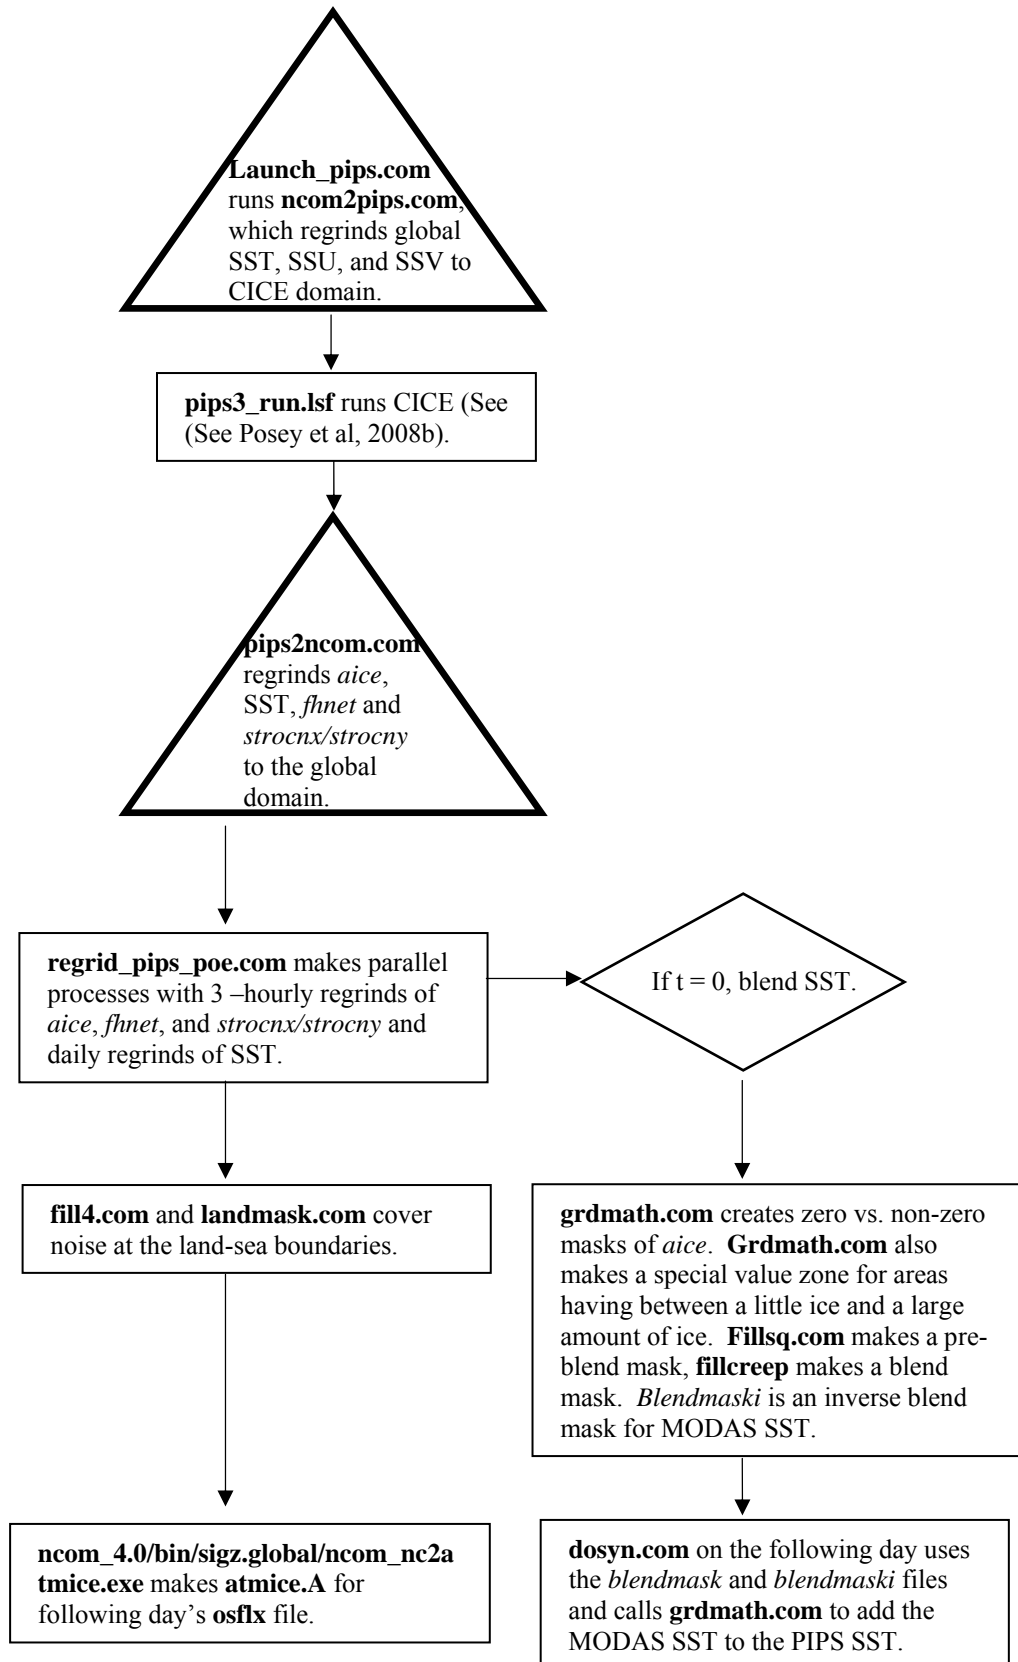 Launch_pips.com
runs ncom2pips.com,
which regrinds global
SST, SSU, and SSV to
CICE domain.
pips3_run.lsf runs CICE (See
(See Posey et al, 2008b).
pips2ncom.com
regrinds aice,
SST, fhnet and
strocnx/strocny
to the global
domain.
regrid_pips_poe.com makes parallel
processes with 3 –hourly regrinds of
aice, fhnet, and strocnx/strocny and
daily regrinds of SST.
If t = 0, blend SST.
fill4.com and landmask.com cover
noise at the land-sea boundaries.
grdmath.com creates zero vs. non-zero
masks of aice.  Grdmath.com also
makes a special value zone for areas
having between a little ice and a large
amount of ice.  Fillsq.com makes a pre-
blend mask, fillcreep makes a blend
mask.  Blendmaski is an inverse blend
mask for MODAS SST.
ncom_4.0/bin/sigz.global/ncom_nc2a
tmice.exe makes atmice.A for
following day's osflx file.
dosyn.com on the following day uses
the blendmask and blendmaski files
and calls grdmath.com to add the
MODAS SST to the PIPS SST.